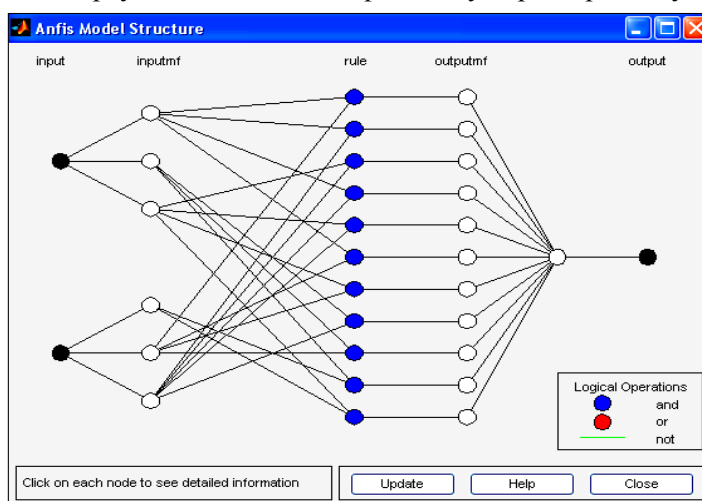 Anfis Model Structure
input inputmf rule outputmf output
Logical Operations
and
or
not
Click on each node to see detailed information Update Help Close